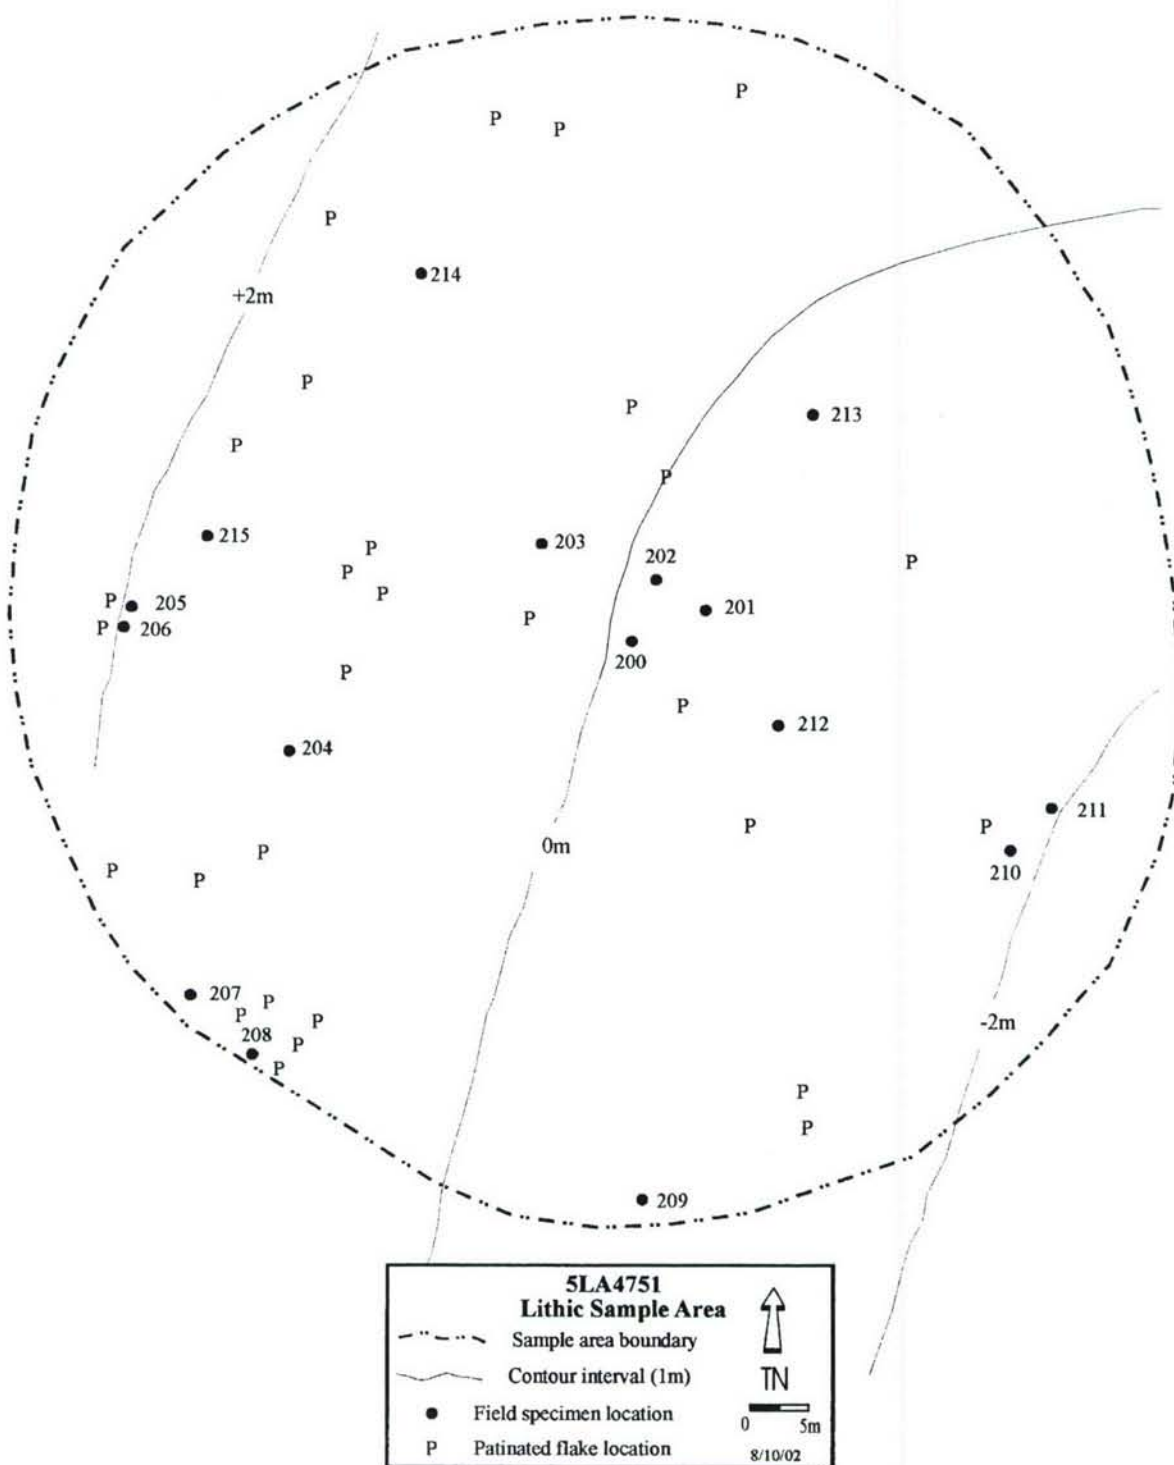 P
P
P
P
214
+2m
P
P
213
P
P
215
203
P
202
P
P
P
205
P
201
P
P
206
200
P
P
212
204
211
P
P
0m
P
210
P
P
207
P
P
P
-2m
208
P
P
P
P
209
5LA4751
Lithic Sample Area
Sample area boundary
Contour interval (1m)
TN
Field specimen location
0 5m
P Patinated flake location
8/10/02